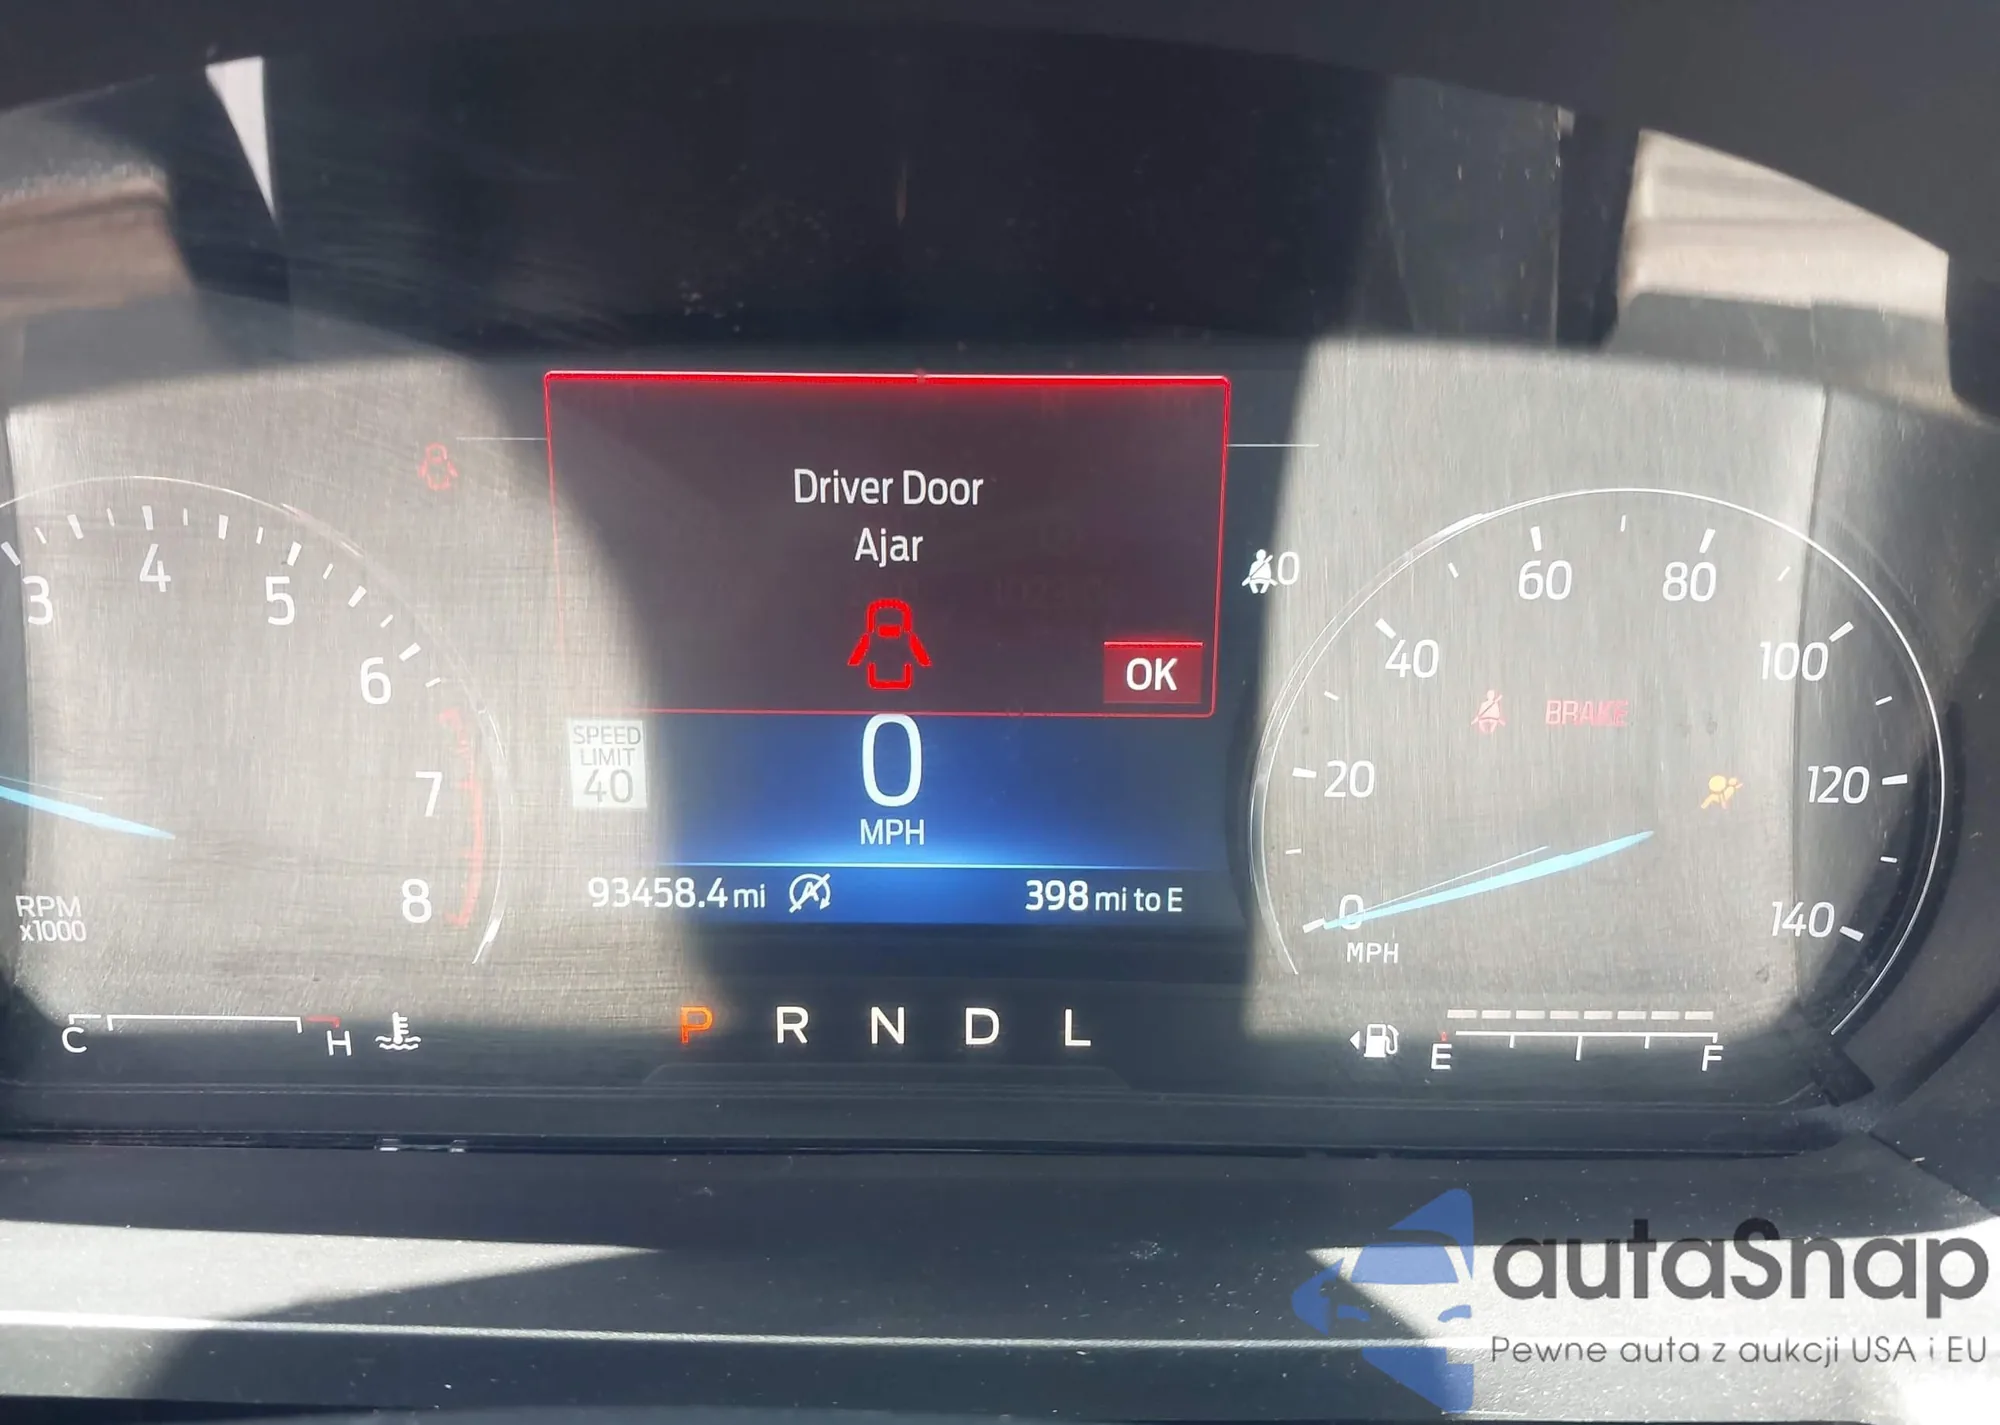 Driver Door
Ajar
OK
0
3 4 5 6 7 8
RPM
x1000
SPEED
LIMIT
40
0
MPH
93458.4 mi
398 mi to E
0 20 40 60 80 100 120 140
MPH
BRAKE
C H
P R N D L
E F
autaSnap
Pewne auta z aukcji USA i EU